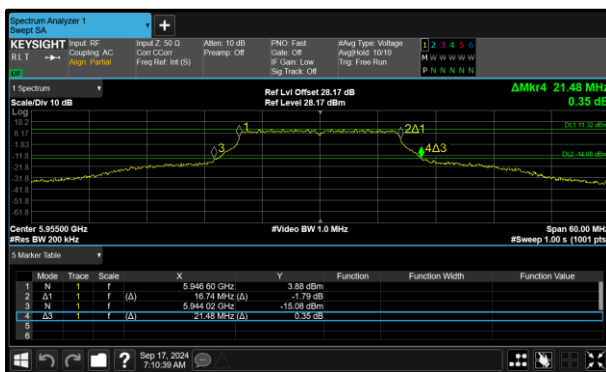 Spectrum Analyzer 1
Swept SA
+
KEYSIGHT Input: RF Input Z: 50 Ω Atten: 10 dB PNO: Fast #Avg Type: Voltage 1 2 3 4 5 6
RLT Coupling: AC Corr CCorr Preamp: Off Gate: Off Avg|Hold: 10/10 M W W W W W
Align: Partial Freq Ref: Int (S) IF Gain: Low Trig: Free Run P N N N N N
LW Sig Track: Off
1 Spectrum Ref Lvl Offset 28.17 dB ΔMkr4 21.48 MHz
Scale/Div 10 dB Ref Level 28.17 dBm 0.35 dB
Log
18.2
DL1 11.32 dBm
1 2Δ1
8.17
-1.83
3 4Δ3
-11.8
DL2 -14.68 dBm
-21.8
-31.8
-41.8
-51.8
-61.8
Center 5.95500 GHz #Video BW 1.0 MHz Span 60.00 MHz
#Res BW 200 kHz #Sweep 1.00 s (1001 pts)
5 Marker Table
Mode Trace Scale X Y Function Function Width Function Value
1 N 1 f 5.946 60 GHz 3.88 dBm
2 Δ1 1 f (Δ) 16.74 MHz (Δ) -1.79 dB
3 N 1 f 5.944 02 GHz -15.08 dBm
4 Δ3 1 f (Δ) 21.48 MHz (Δ) 0.35 dB
5
6
? Sep 17, 2024
7:10:39 AM